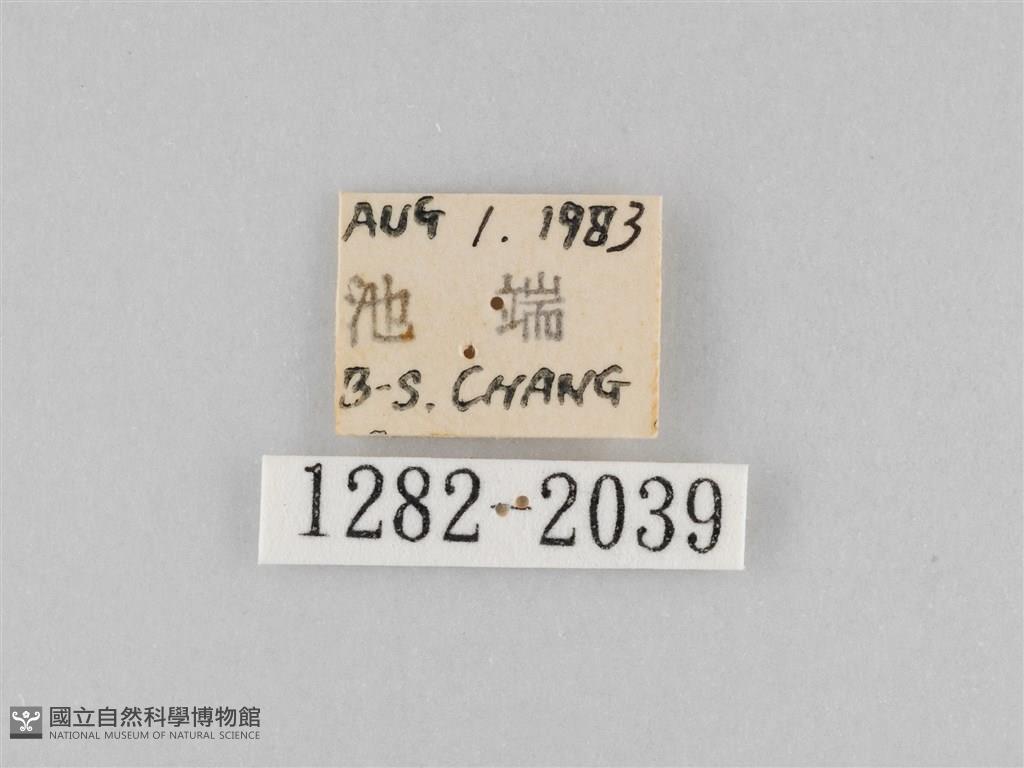 AUG 1. 1983
池 端
B-S. CHANG
1282-2039
國立自然科學博物館
NATIONAL MUSEUM OF NATURAL SCIENCE